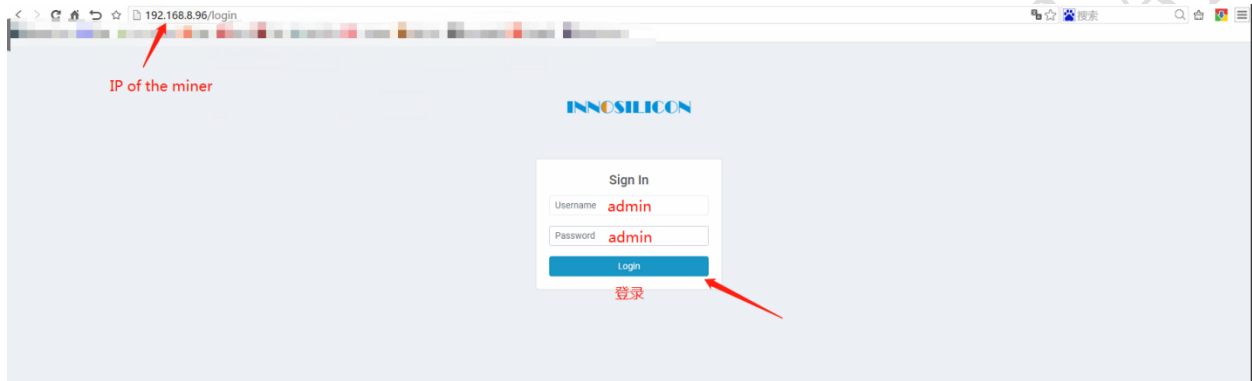 192.168.8.96/login
搜索
IP of the miner
INNOSILICON
Sign In
Username admin
Password admin
Login
登录